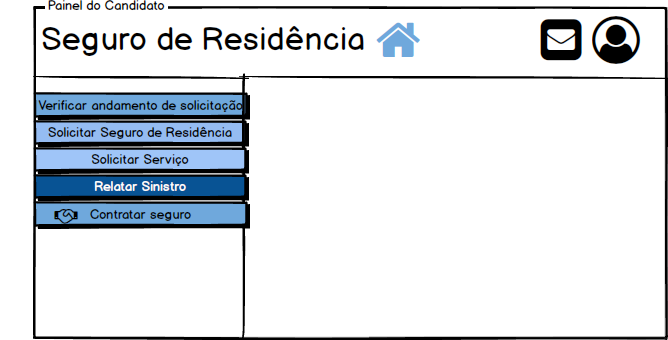 Painel do Candidato
Seguro de Residência
Verificar andamento de solicitação
Solicitar Seguro de Residência
Solicitar Serviço
Relatar Sinistro
Contratar seguro